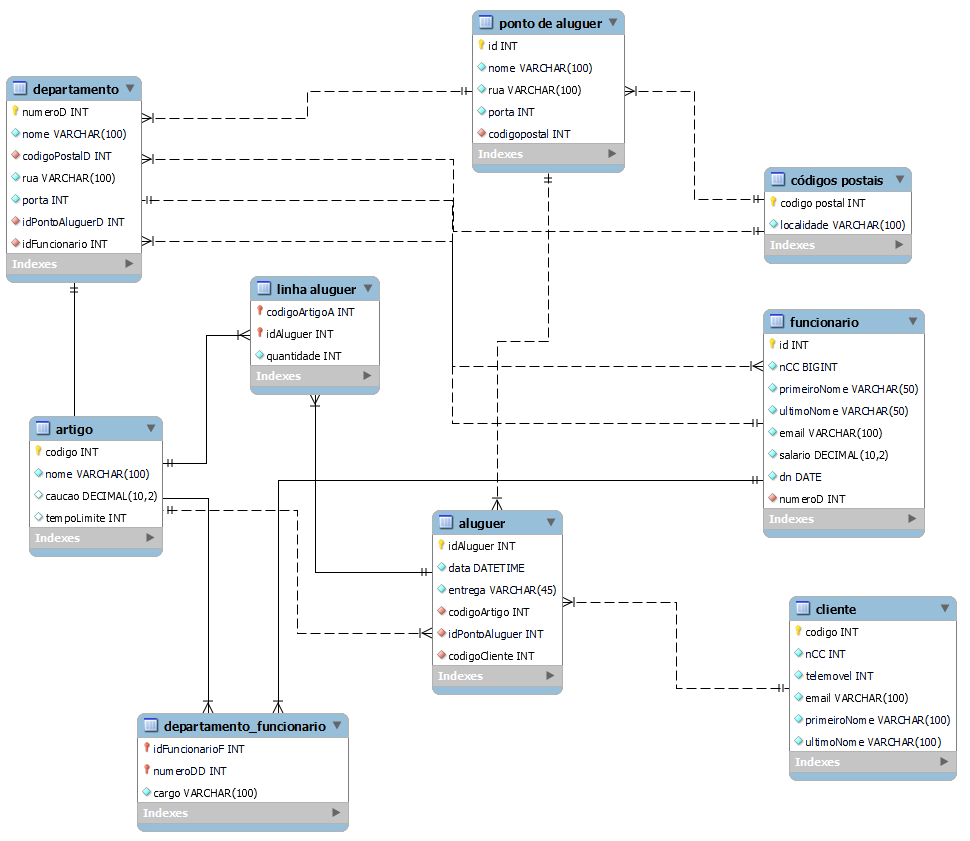 ponto de aluguer
id INT
nome VARCHAR(100)
rua VARCHAR(100)
porta INT
codigopostal INT
Indexes
departamento
numeroD INT
nome VARCHAR(100)
codigoPostalD INT
rua VARCHAR(100)
porta INT
idPontoAluguerD INT
idFuncionario INT
Indexes
códigos postais
codigo postal INT
localidade VARCHAR(100)
Indexes
linha aluguer
codigoArtigoA INT
idAluguer INT
quantidade INT
Indexes
funcionario
id INT
nCC BIGINT
primeiroNome VARCHAR(50)
ultimoNome VARCHAR(50)
email VARCHAR(100)
salario DECIMAL(10,2)
dn DATE
numeroD INT
Indexes
artigo
codigo INT
nome VARCHAR(100)
caucao DECIMAL(10,2)
tempoLimite INT
Indexes
aluguer
idAluguer INT
data DATETIME
entrega VARCHAR(45)
codigoArtigo INT
idPontoAluguer INT
codigoCliente INT
Indexes
cliente
codigo INT
nCC INT
telemovel INT
email VARCHAR(100)
primeiroNome VARCHAR(100)
ultimoNome VARCHAR(100)
Indexes
departamento_funcionario
idFuncionarioF INT
numeroDD INT
cargo VARCHAR(100)
Indexes